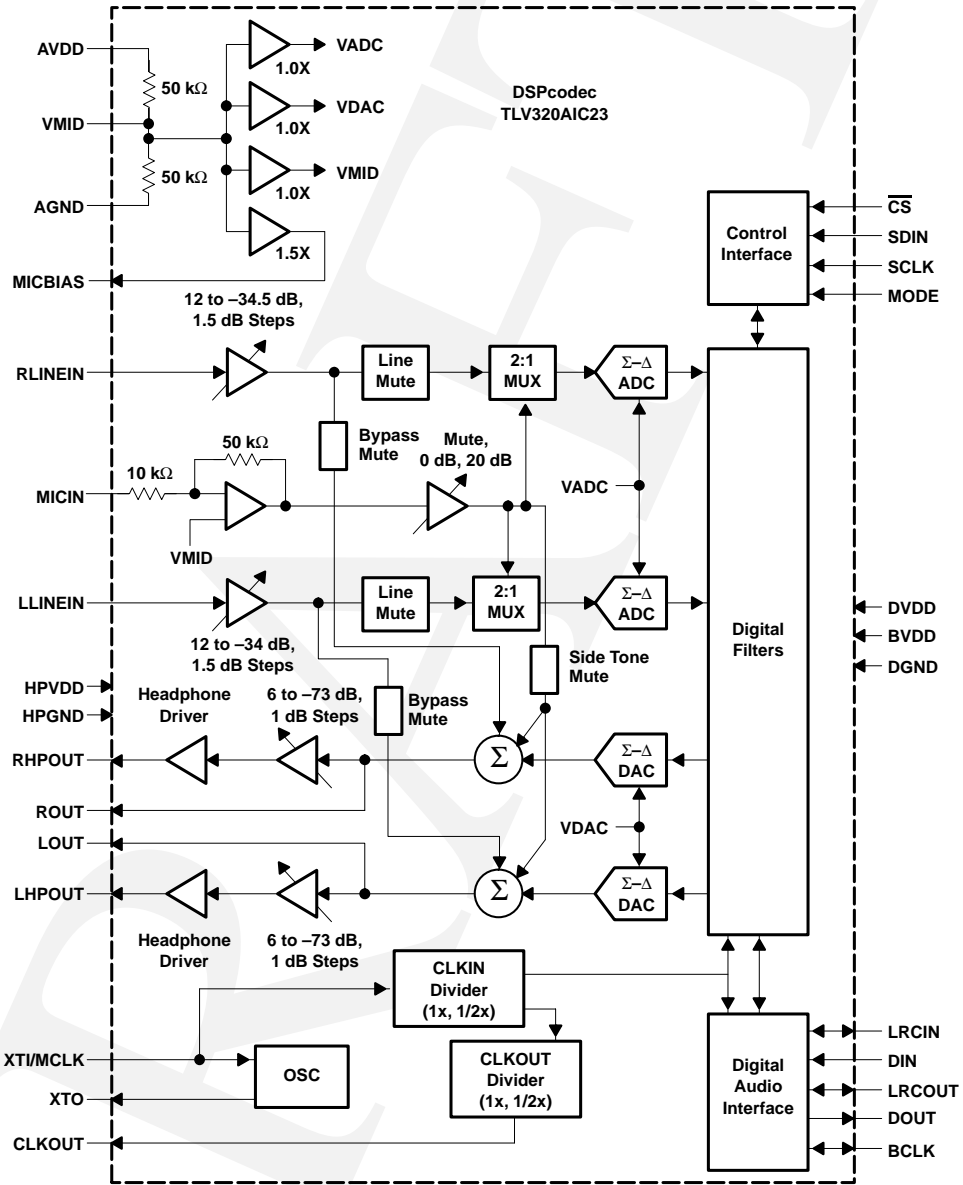 AVDD
VADC
1.0X
50 kΩ
VDAC
1.0X
DSPcodec
TLV320AIC23
VMID
50 kΩ
VMID
1.0X
AGND
1.5X
MICBIAS
CS
SDIN
SCLK
MODE
Control
Interface
12 to –34.5 dB,
1.5 dB Steps
RLINEIN
Line
Mute
2:1
MUX
Σ–Δ
ADC
Bypass
Mute
Mute,
0 dB, 20 dB
50 kΩ
10 kΩ
MICIN
VADC
VMID
LLINEIN
Line
Mute
2:1
MUX
Σ–Δ
ADC
DVDD
BVDD
DGND
Digital
Filters
12 to –34 dB,
1.5 dB Steps
Side Tone
Mute
HPVDD
HPGND
Headphone
Driver
6 to –73 dB,
1 dB Steps
Bypass
Mute
RHPOUT
Σ
Σ–Δ
DAC
ROUT
LOUT
VDAC
LHPOUT
Σ
Σ–Δ
DAC
Headphone
Driver
6 to –73 dB,
1 dB Steps
CLKIN
Divider
(1x, 1/2x)
XTI/MCLK
OSC
XTO
CLKOUT
Divider
(1x, 1/2x)
CLKOUT
Digital
Audio
Interface
LRCIN
DIN
LRCOUT
DOUT
BCLK